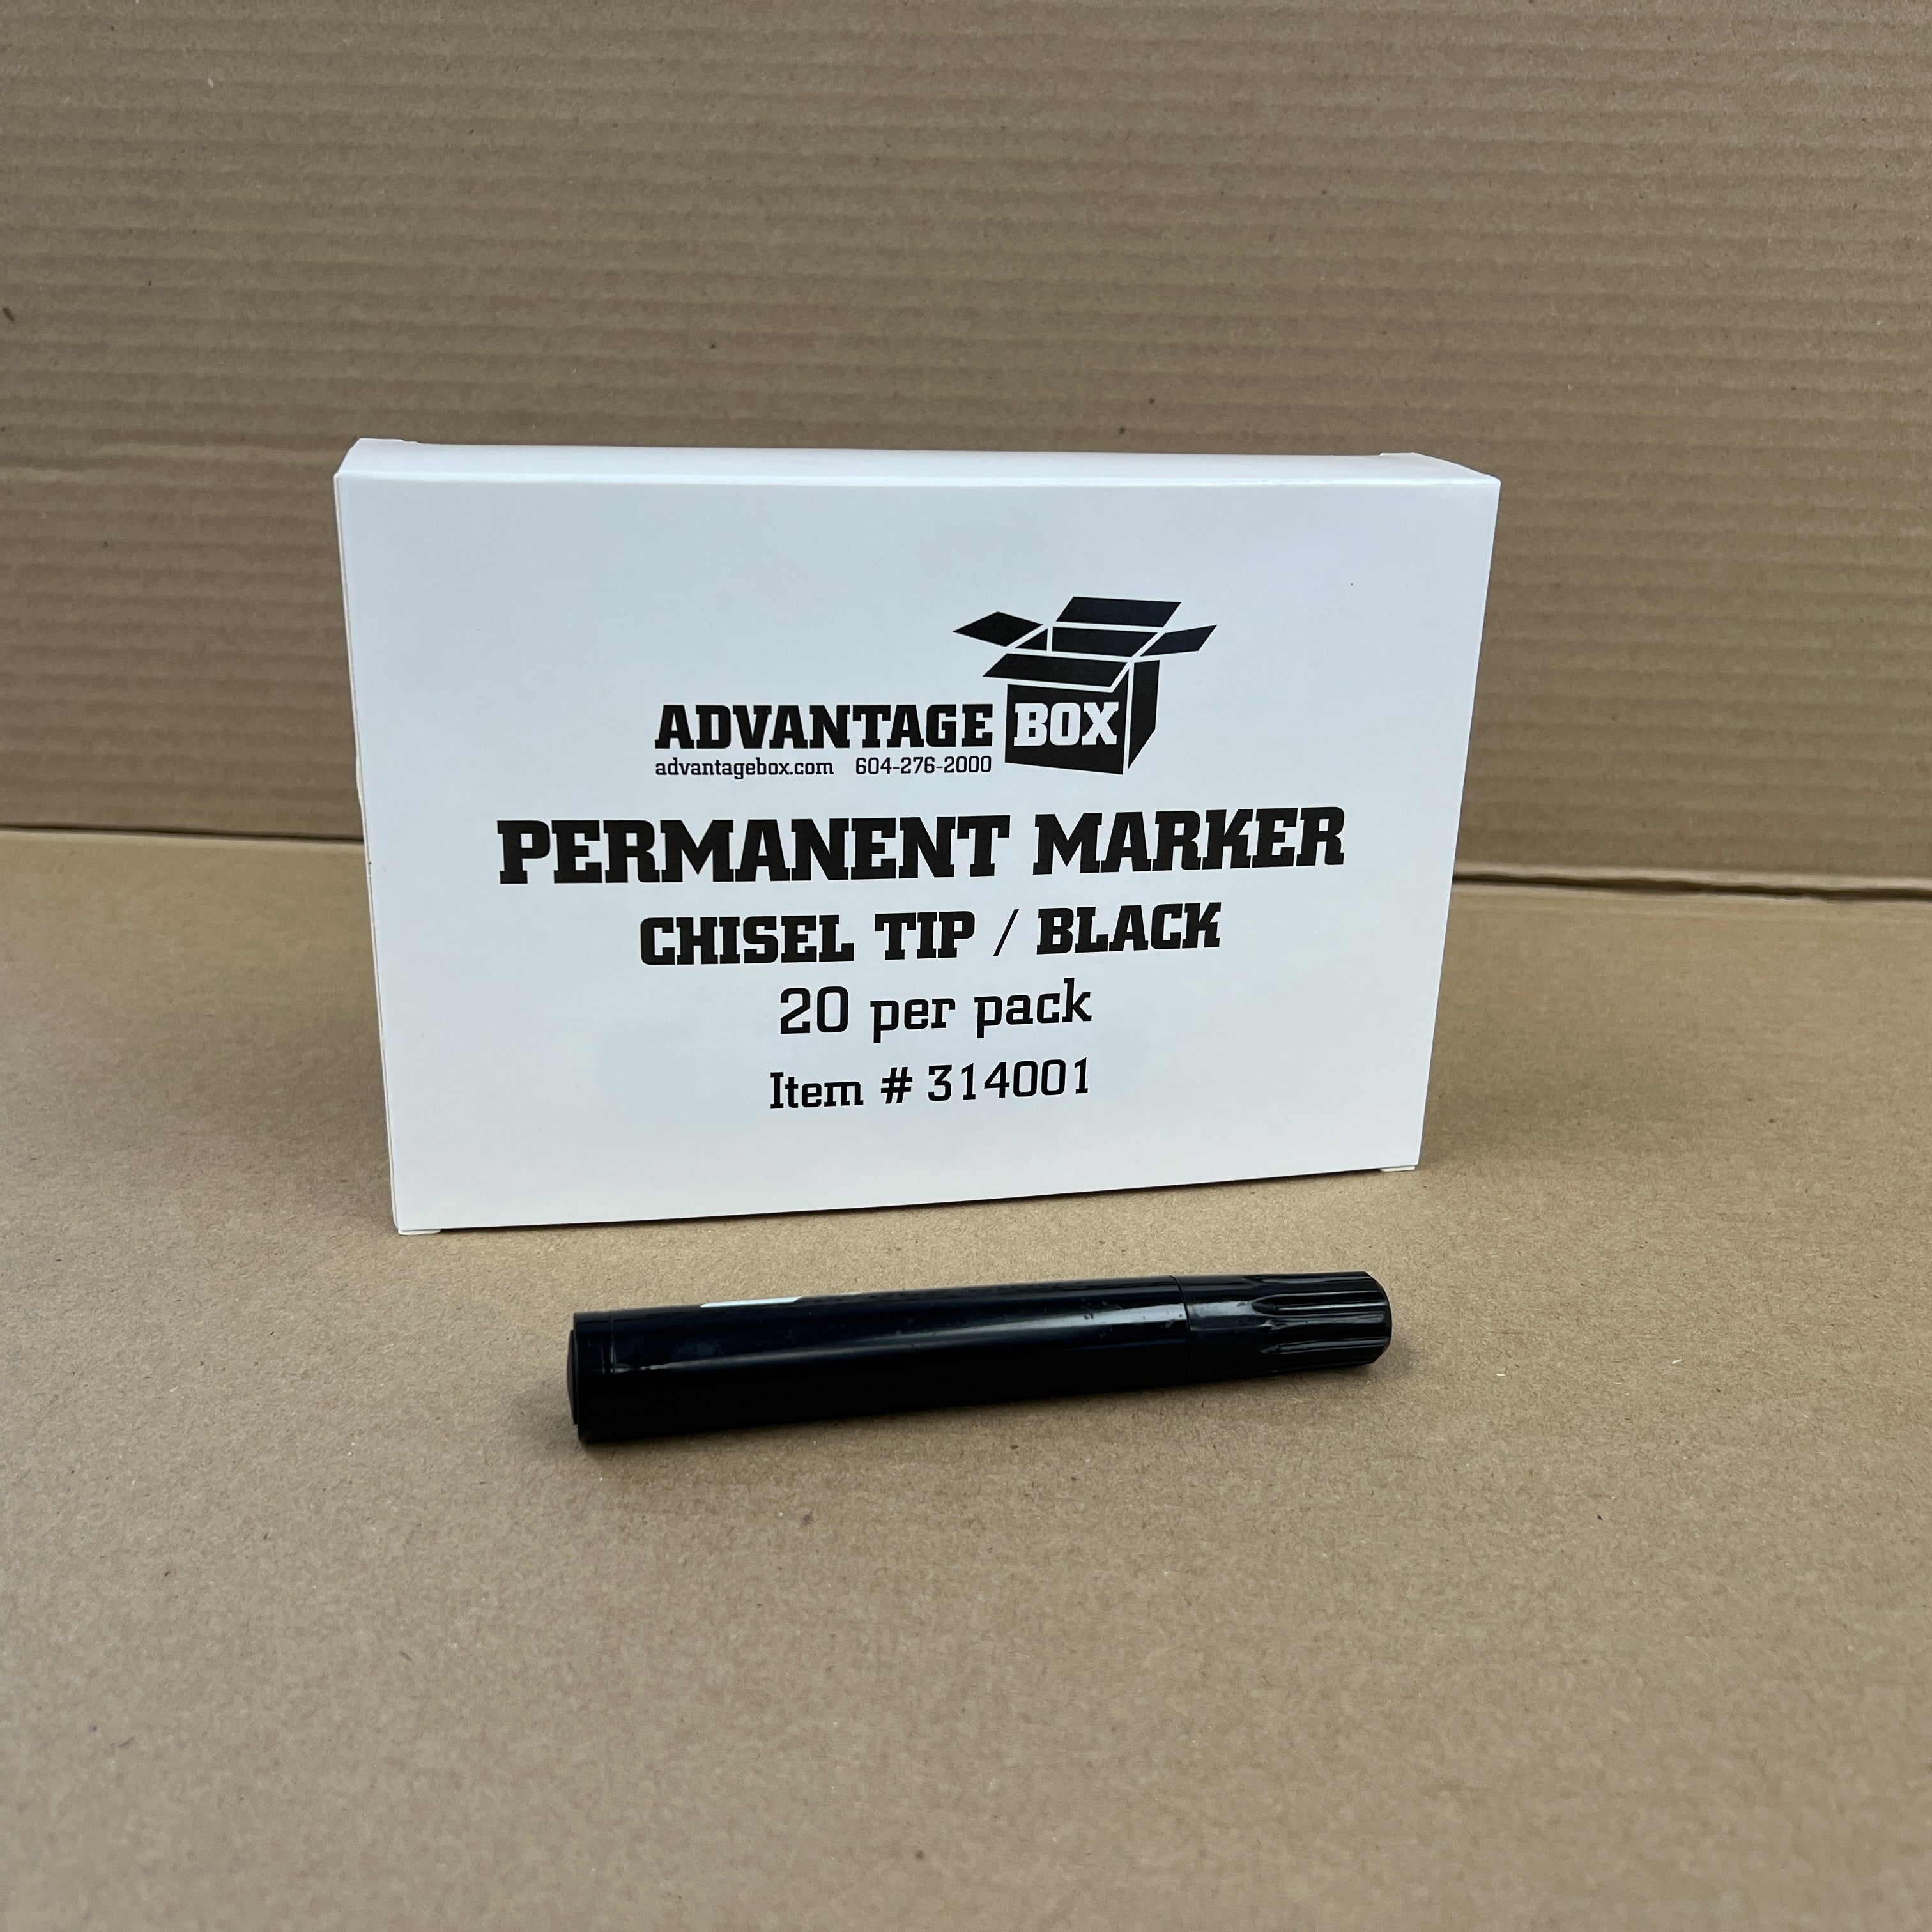 ADVANTAGE BOX
advantagebox.com 604-276-2000
PERMANENT MARKER
CHISEL TIP / BLACK
20 per pack
Item # 314001